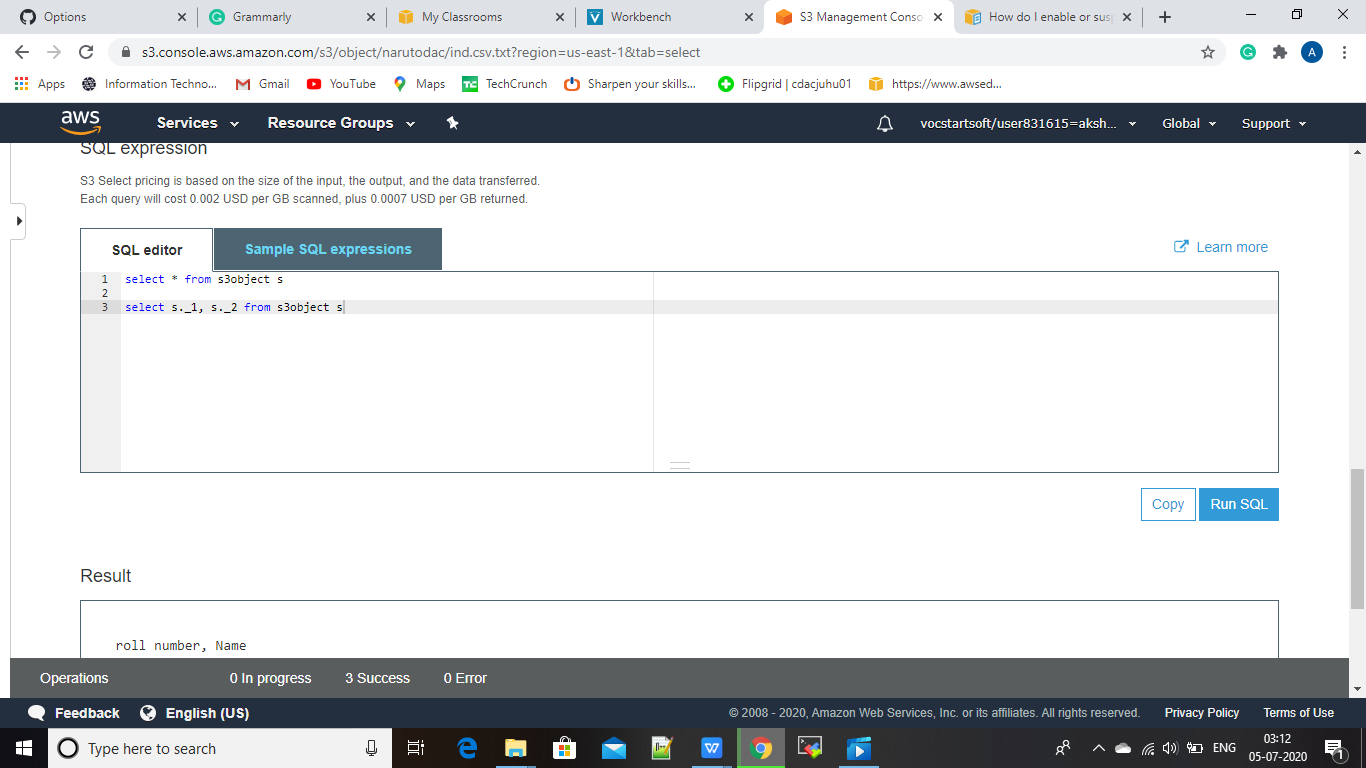 Options
Grammarly
My Classrooms
Workbench
S3 Management Conso
How do I enable or sus
s3.console.aws.amazon.com/s3/object/narutodac/ind.csv.txt?region=us-east-1&tab=select
A
Apps
Information Techno...
Gmail
YouTube
Maps
TechCrunch
Sharpen your skills...
Flipgrid | cdacjuhu01
https://www.awsed...
aws
Services
Resource Groups
vocstartsoft/user831615=aksh...
Global
Support
SQL expression
S3 Select pricing is based on the size of the input, the output, and the data transferred.
Each query will cost 0.002 USD per GB scanned, plus 0.0007 USD per GB returned.
SQL editor
Sample SQL expressions
Learn more
1 select * from s3object s
2
3 select s._1, s._2 from s3object s
Copy
Run SQL
Result
roll number, Name
Operations
0 In progress
3 Success
0 Error
Feedback
English (US)
© 2008 - 2020, Amazon Web Services, Inc. or its affiliates. All rights reserved.
Privacy Policy
Terms of Use
Type here to search
ENG
03:12
05-07-2020
1